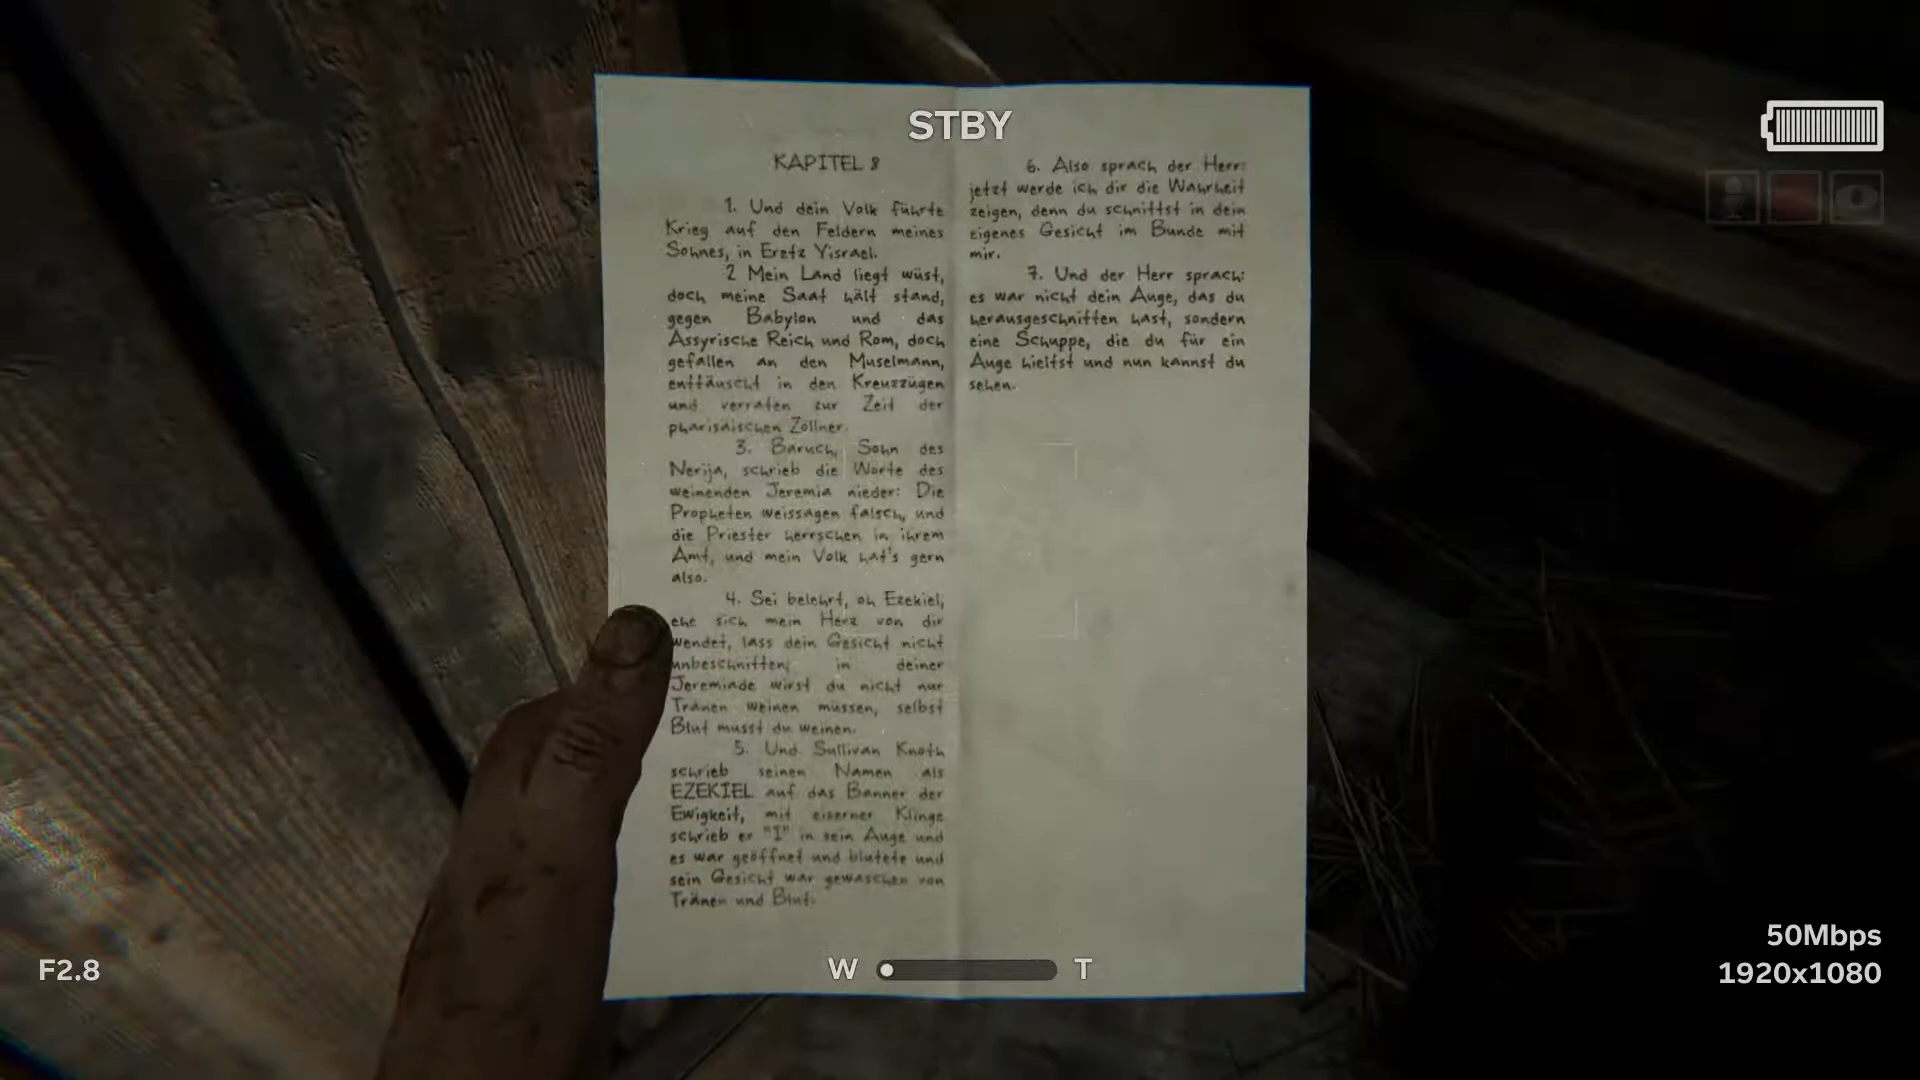 STBY
KAPITEL 8
1. Und dein Volk führte
Krieg auf den Feldern meines
Sohnes, in Eretz Yisrael.
2 Mein Land liegt wüst,
doch meine Saat hält stand,
gegen Babylon und das
Assyrische Reich und Rom, doch
gefallen an den Muselmann,
enttäuscht in den Kreuzzügen
und verraten zur Zeit der
pharisäischen Zöllner.
3. Baruch, Sohn des
Nerija, schrieb die Worte des
weinenden Jeremia nieder: Die
Propheten weissagen falsch, und
die Priester herrschen in ihrem
Amt, und mein Volk hat's gern
also.
4. Sei belehrt, oh Ezekiel,
ehe sich mein Herz von dir
wendet, lass dein Gesicht nicht
unbeschnitten; in deiner
Jeremiade wirst du nicht nur
Tränen weinen müssen, selbst
Blut musst du weinen.
5. Und Sullivan Knoth
schrieb seinen Namen als
EZEKIEL auf das Banner der
Ewigkeit, mit eiserner Klinge
schrieb er "I" in sein Auge und
es war geöffnet und blutete und
sein Gesicht war gewaschen von
Tränen und Blut.
6. Also sprach der Herr:
jetzt werde ich dir die Wahrheit
zeigen, denn du schnittst in dein
eigenes Gesicht im Bunde mit
mir.
7. Und der Herr sprach:
es war nicht dein Auge, das du
herausgeschnitten hast, sondern
eine Schuppe, die du für ein
Auge hieltst und nun kannst du
sehen.
F2.8
W T
50Mbps
1920x1080